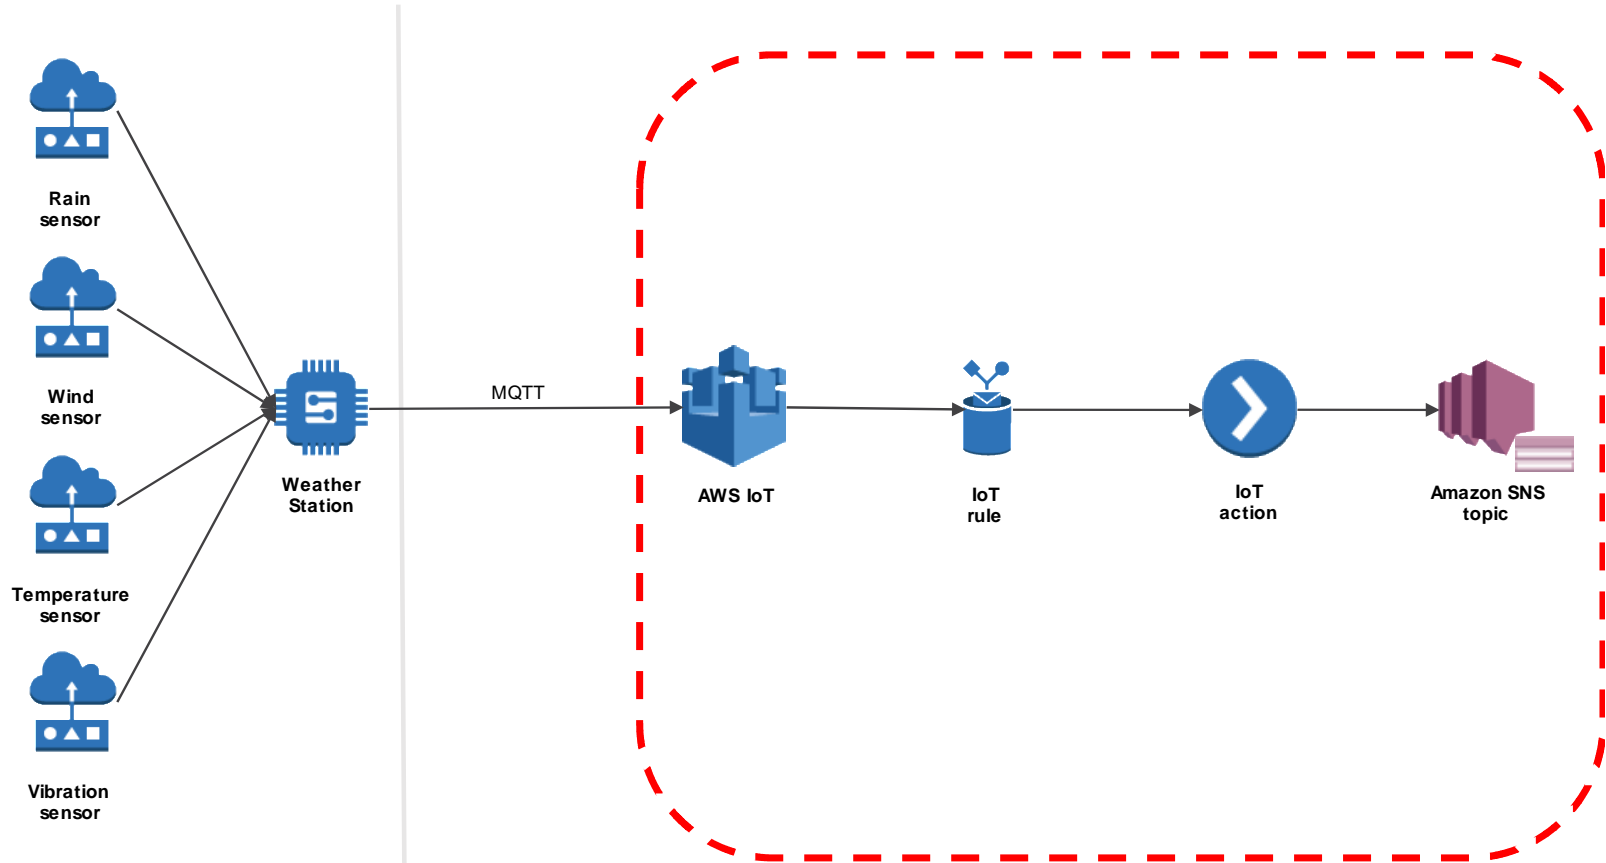 Rain
sensor
Wind
sensor
Temperature
sensor
Vibration
sensor
Weather
Station
MQTT
AWS IoT
IoT
rule
IoT
action
Amazon SNS
topic